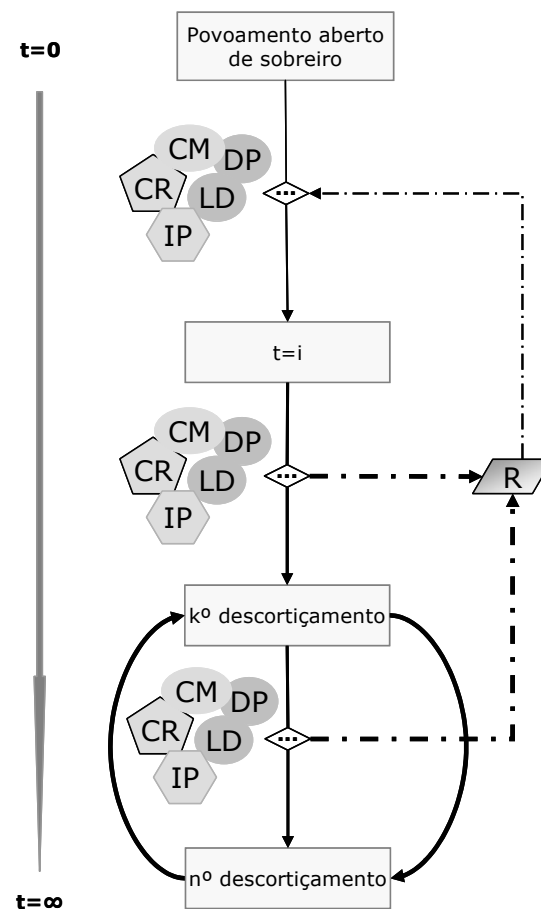 t=0
Povoamento aberto
de sobreiro
CM
DP
CR
LD
IP
...
t=i
CM
DP
CR
LD
IP
...
R
kº descortiçamento
CM
DP
CR
LD
IP
...
nº descortiçamento
t=∞